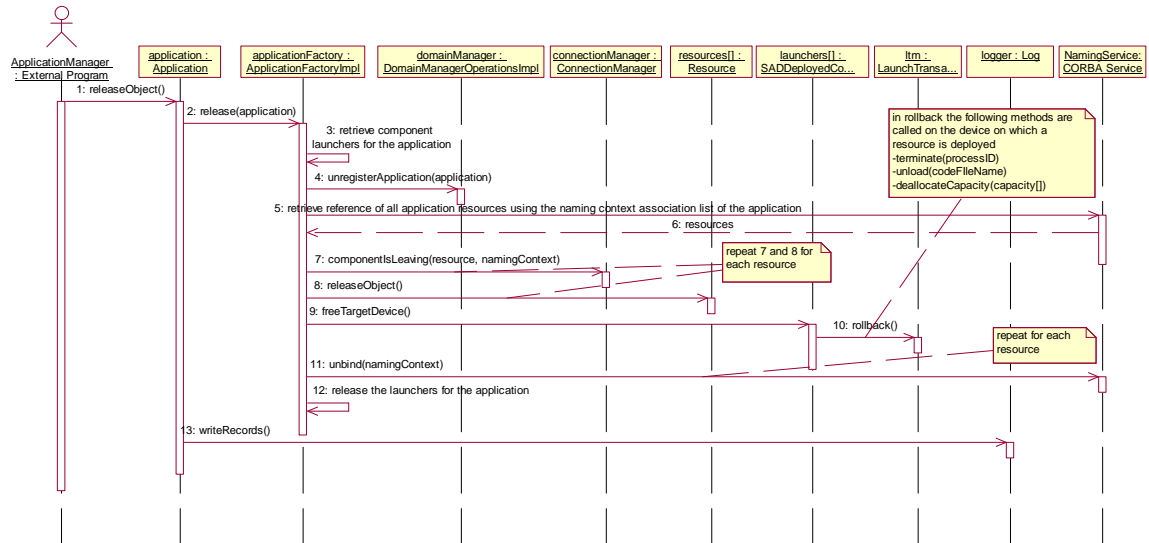 ApplicationManager
: External Program
application :
Application
applicationFactory :
ApplicationFactoryImpl
domainManager :
DomainManagerOperationsImpl
connectionManager :
ConnectionManager
resources[] :
Resource
launchers[] :
SADDeployedCo...
ltm :
LaunchTransa...
logger : Log
NamingService:
CORBA Service
1: releaseObject()
2: release(application)
in rollback the following methods are
called on the device on which a
resource is deployed
-terminate(processID)
-unload(codeFIleName)
-deallocateCapacity(capacity[])
3: retrieve component
launchers for the application
4: unregisterApplication(application)
5: retrieve reference of all application resources using the naming context association list of the application
6: resources
repeat 7 and 8 for
each resource
7: componentIsLeaving(resource, namingContext)
8: releaseObject()
9: freeTargetDevice()
10: rollback()
repeat for each
resource
11: unbind(namingContext)
12: release the launchers for the application
13: writeRecords()